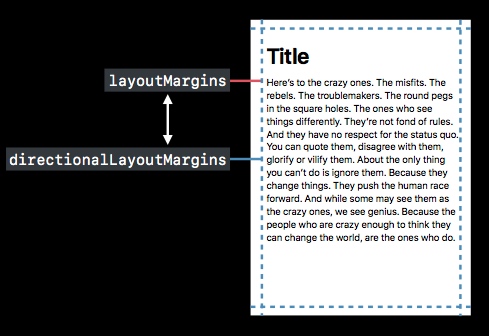 Title
layoutMargins
directionalLayoutMargins
Here's to the crazy ones. The misfits. The
rebels. The troublemakers. The round pegs
in the square holes. The ones who see
things differently. They're not fond of rules.
And they have no respect for the status quo.
You can quote them, disagree with them,
glorify or vilify them. About the only thing
you can't do is ignore them. Because they
change things. They push the human race
forward. And while some may see them as
the crazy ones, we see genius. Because the
people who are crazy enough to think they
can change the world, are the ones who do.